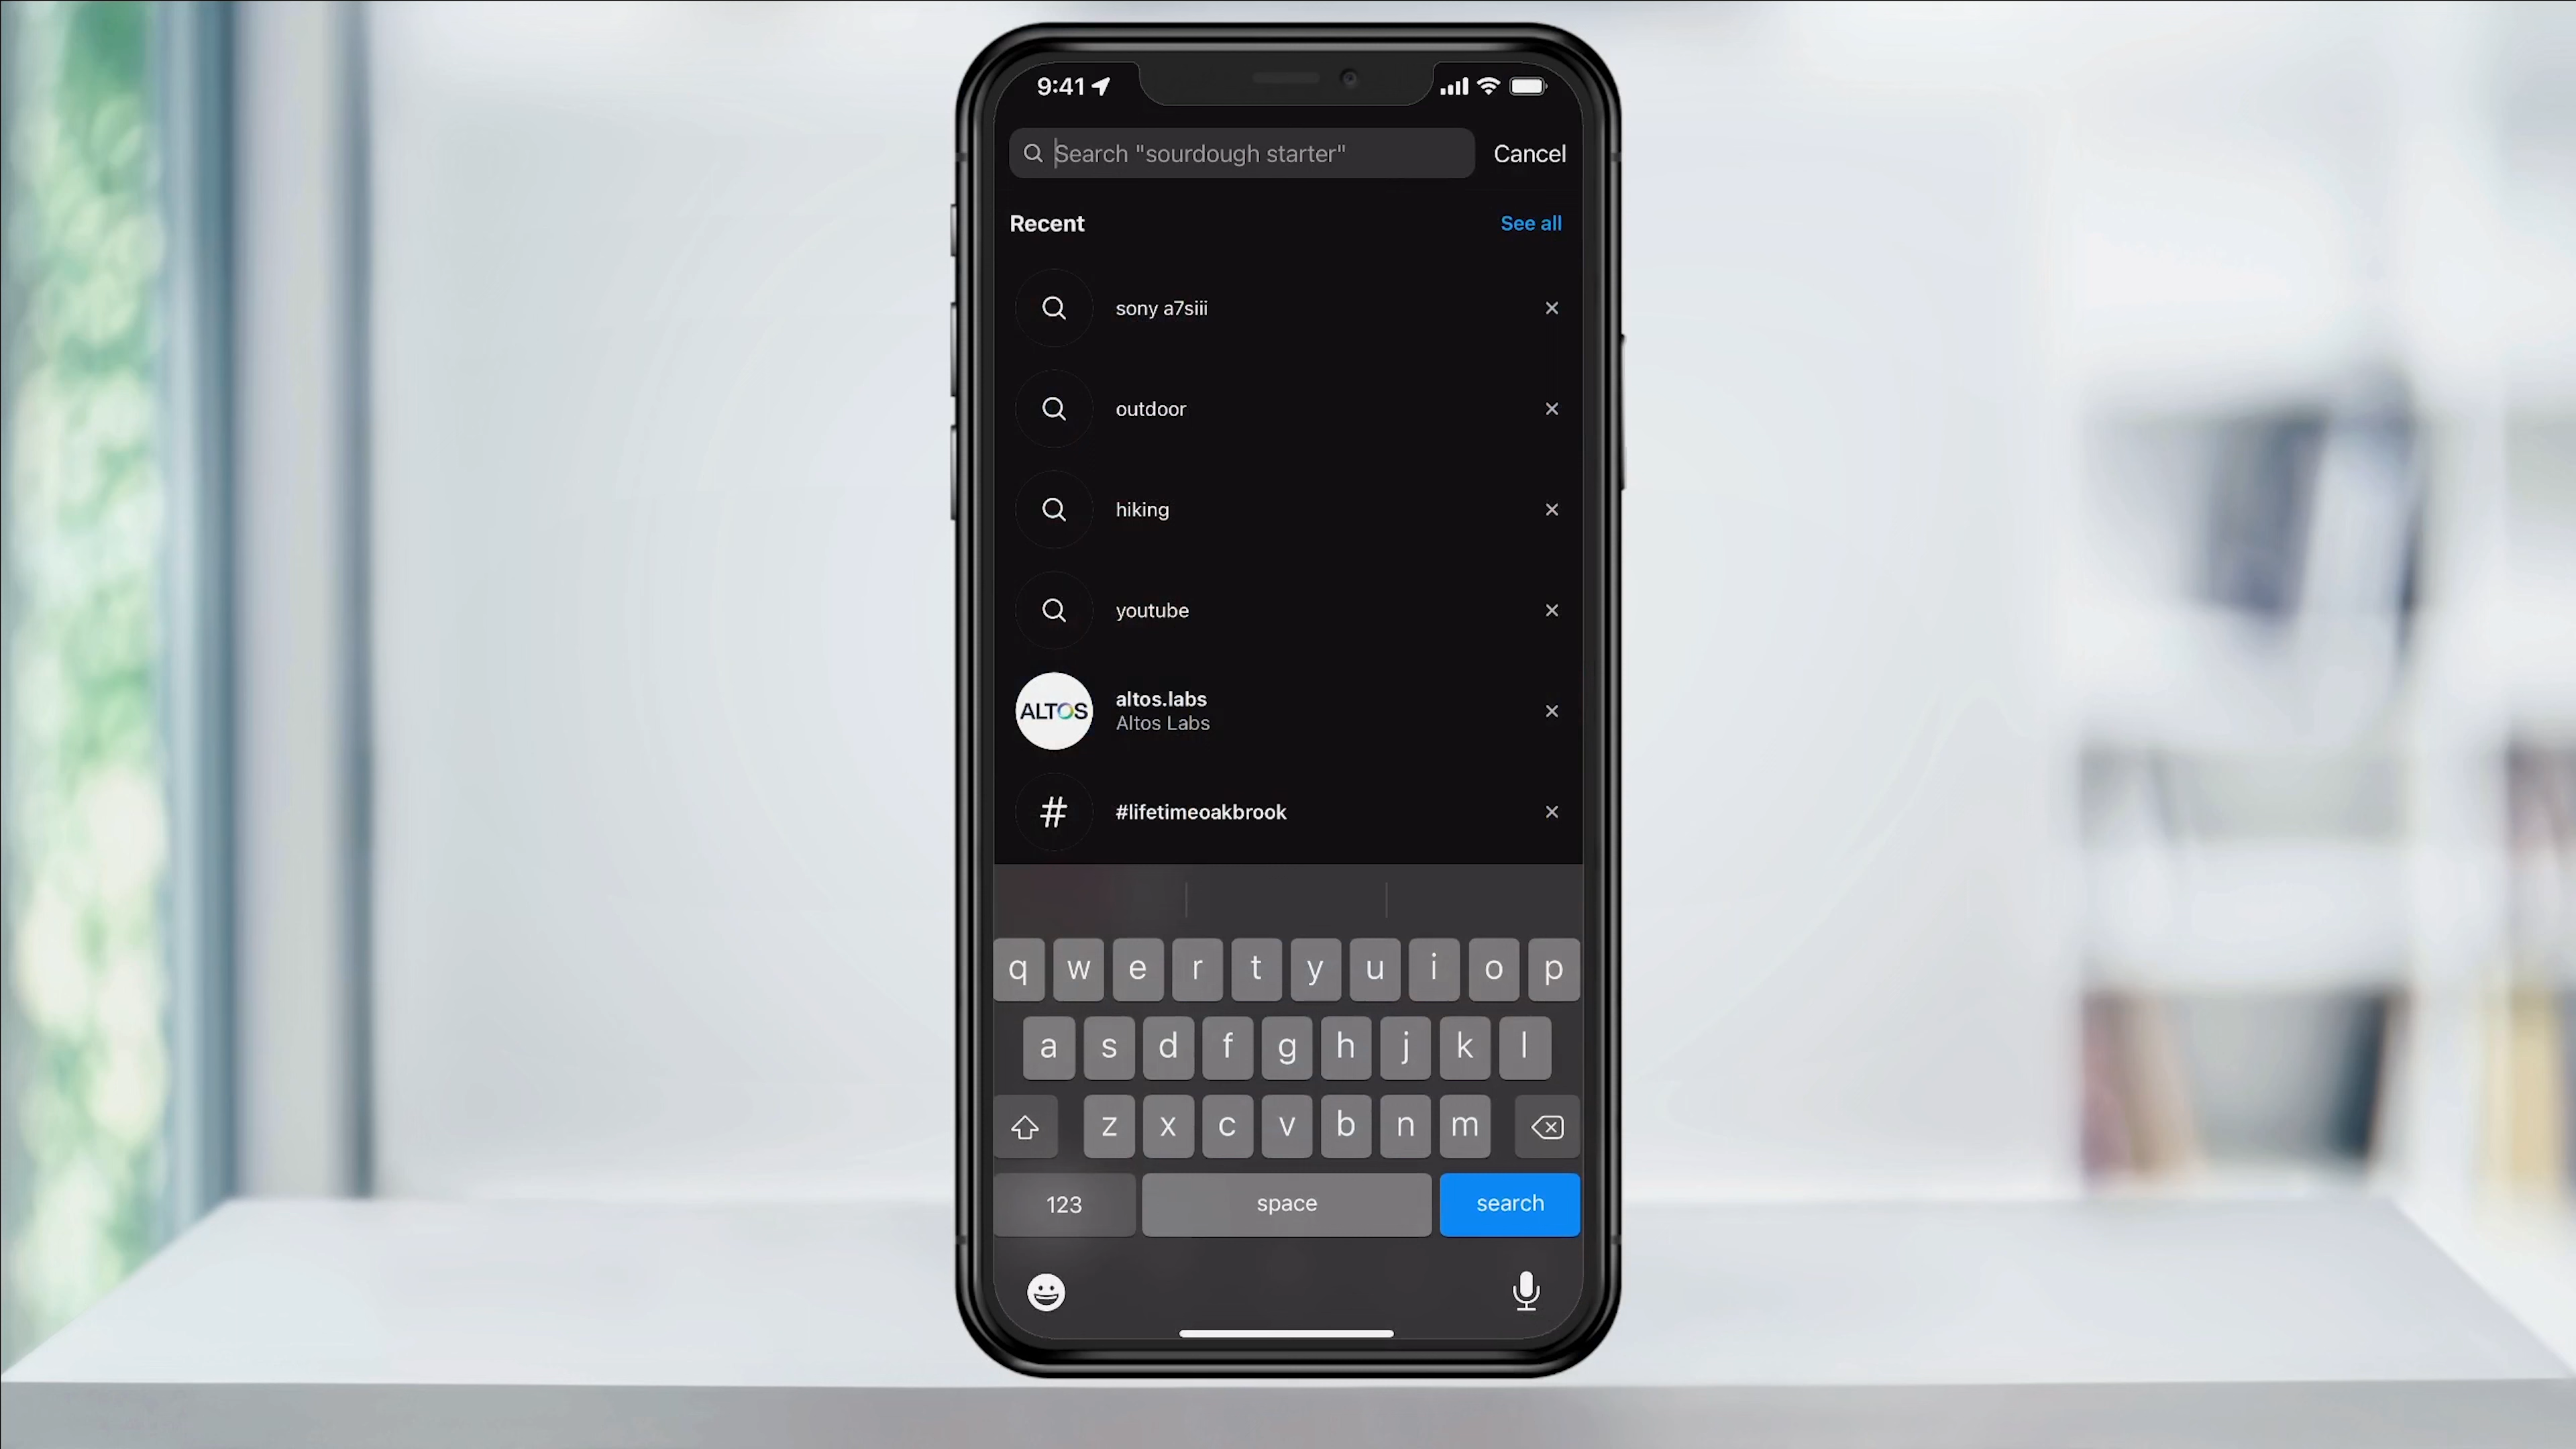 9:41
Search "sourdough starter"
Cancel
Recent
See all
sony a7siii
outdoor
hiking
youtube
ALTOS
altos.labs
Altos Labs
#
#lifetimeoakbrook
q w e r t y u i o p
a s d f g h j k l
z x c v b n m
123
space
search